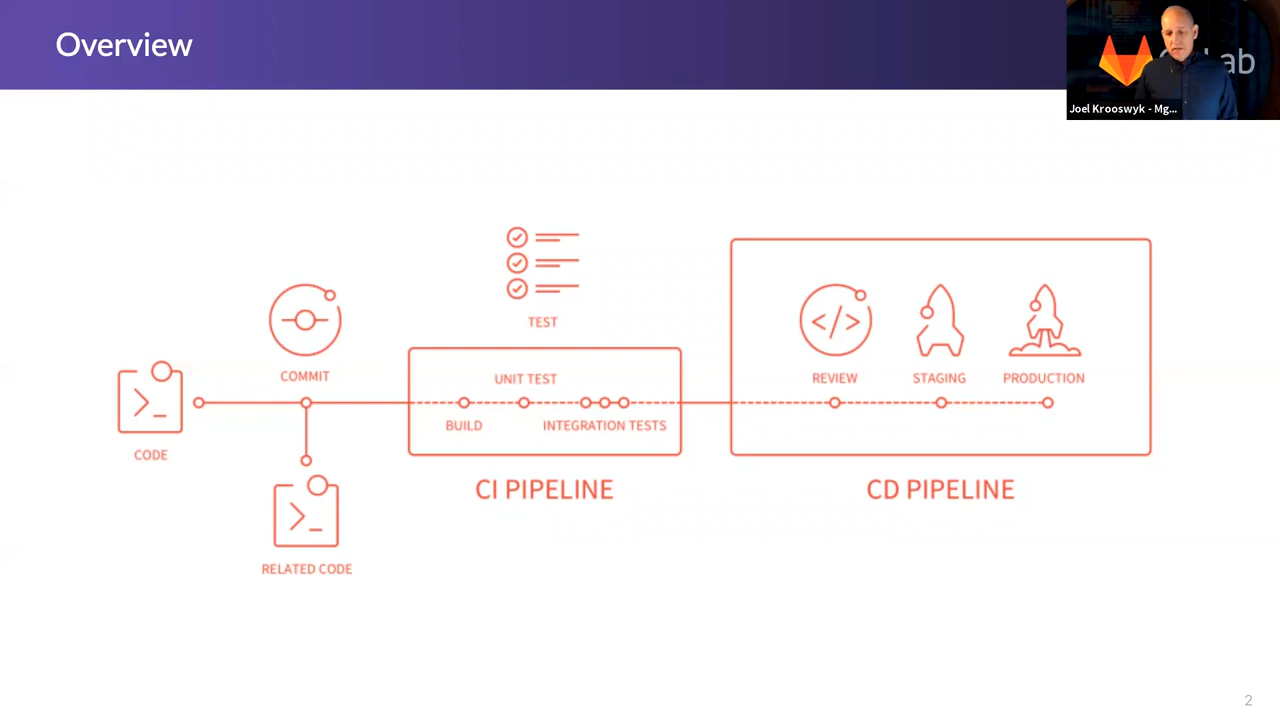 Overview
Joel Krooswyk - Mg...
TEST
COMMIT
UNIT TEST
REVIEW
STAGING
PRODUCTION
BUILD
INTEGRATION TESTS
CODE
CI PIPELINE
CD PIPELINE
RELATED CODE
2